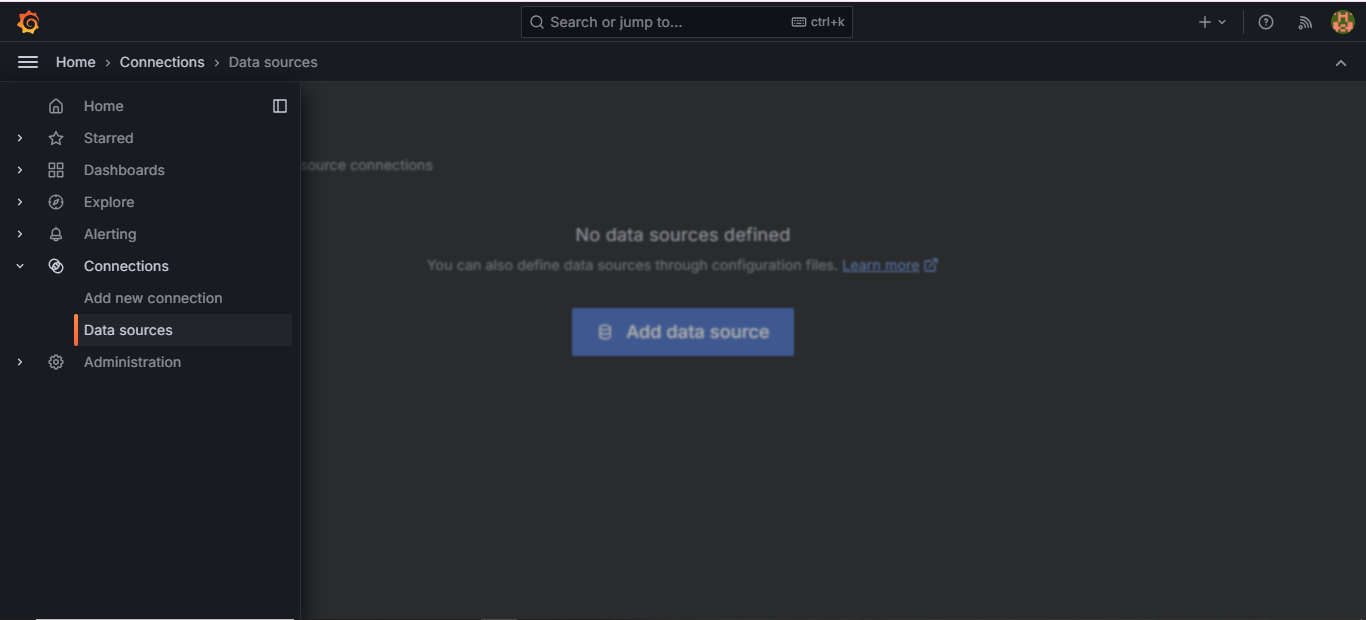 Search or jump to... ctrl+k
Home › Connections › Data sources
Home
Starred
source connections
Dashboards
Explore
No data sources defined
Alerting
You can also define data sources through configuration files. Learn more
Connections
Add new connection
Data sources
Add data source
Administration